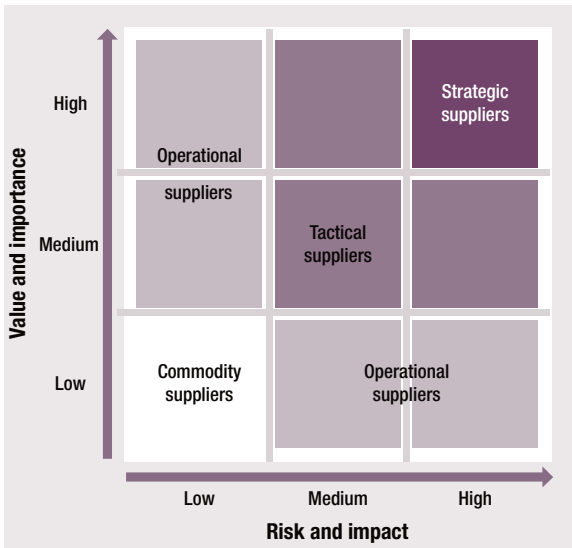 Value and importance
High
Medium
Low
Strategic
suppliers
Operational
suppliers
Tactical
suppliers
Commodity
suppliers
Operational
suppliers
Low
Medium
High
Risk and impact